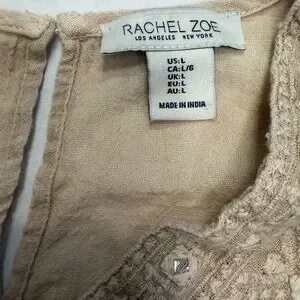 RACHEL ZOE
LOS ANGELES NEW YORK
US:L
CA:L/G
UK:L
EU:L
AU:L
MADE IN INDIA